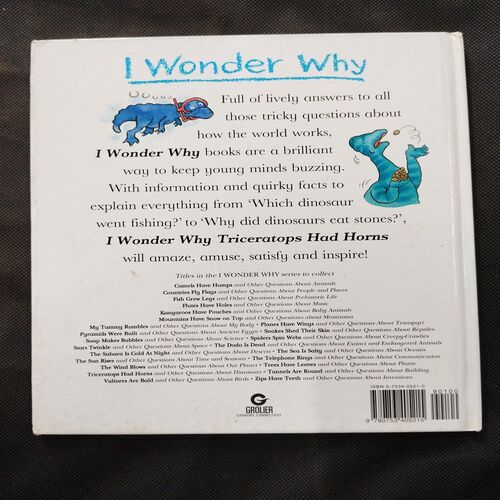 I Wonder Why
Full of lively answers to all
those tricky questions about
how the world works,
I Wonder Why books are a brilliant
way to keep young minds buzzing.
With information and quirky facts to
explain everything from 'Which dinosaur
went fishing?' to 'Why did dinosaurs eat stones?',
I Wonder Why Triceratops Had Horns
will amaze, amuse, satisfy and inspire!
Titles in the I WONDER WHY series to collect
Camels Have Humps and Other Questions About Animals
Countries Fly Flags and Other Questions About People and Places
Fish Grew Legs and Other Questions About Prehistoric Life
Flutes Have Holes and Other Questions About Music
Kangaroos Have Pouches and Other Questions About Baby Animals
Mountains Have Snow on Top and Other Questions about Mountains
My Tummy Rumbles and Other Questions About My Body • Planes Have Wings and Other Questions About Transport
Pyramids Were Built and Other Questions About Ancient Egypt • Snakes Shed Their Skin and Other Questions About Reptiles
Soap Makes Bubbles and Other Questions About Science • Spiders Spin Webs and Other Questions About Creepy-Crawlies
Stars Twinkle and Other Questions About Space • The Dodo Is Dead and Other Questions About Extinct and Endangered Animals
The Sahara Is Cold At Night and Other Questions About Deserts • The Sea Is Salty and Other Questions About Oceans
The Sun Rises and Other Questions About Time and Seasons • The Telephone Rings and Other Questions About Communication
The Wind Blows and Other Questions About Our Planet • Trees Have Leaves and Other Questions About Plants
Triceratops Had Horns and Other Questions About Dinosaurs • Tunnels Are Round and Other Questions About Building
Vultures Are Bald and Other Questions About Birds • Zips Have Teeth and Other Questions About Inventions
ISBN 0-7534-0521-0
90100
9 780753 405215
G
GROLIER
DANBURY, CONNECTICUT